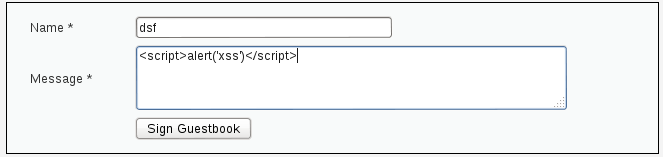 Name * dsf
<script>alert('xss')</script>
Message *
Sign Guestbook